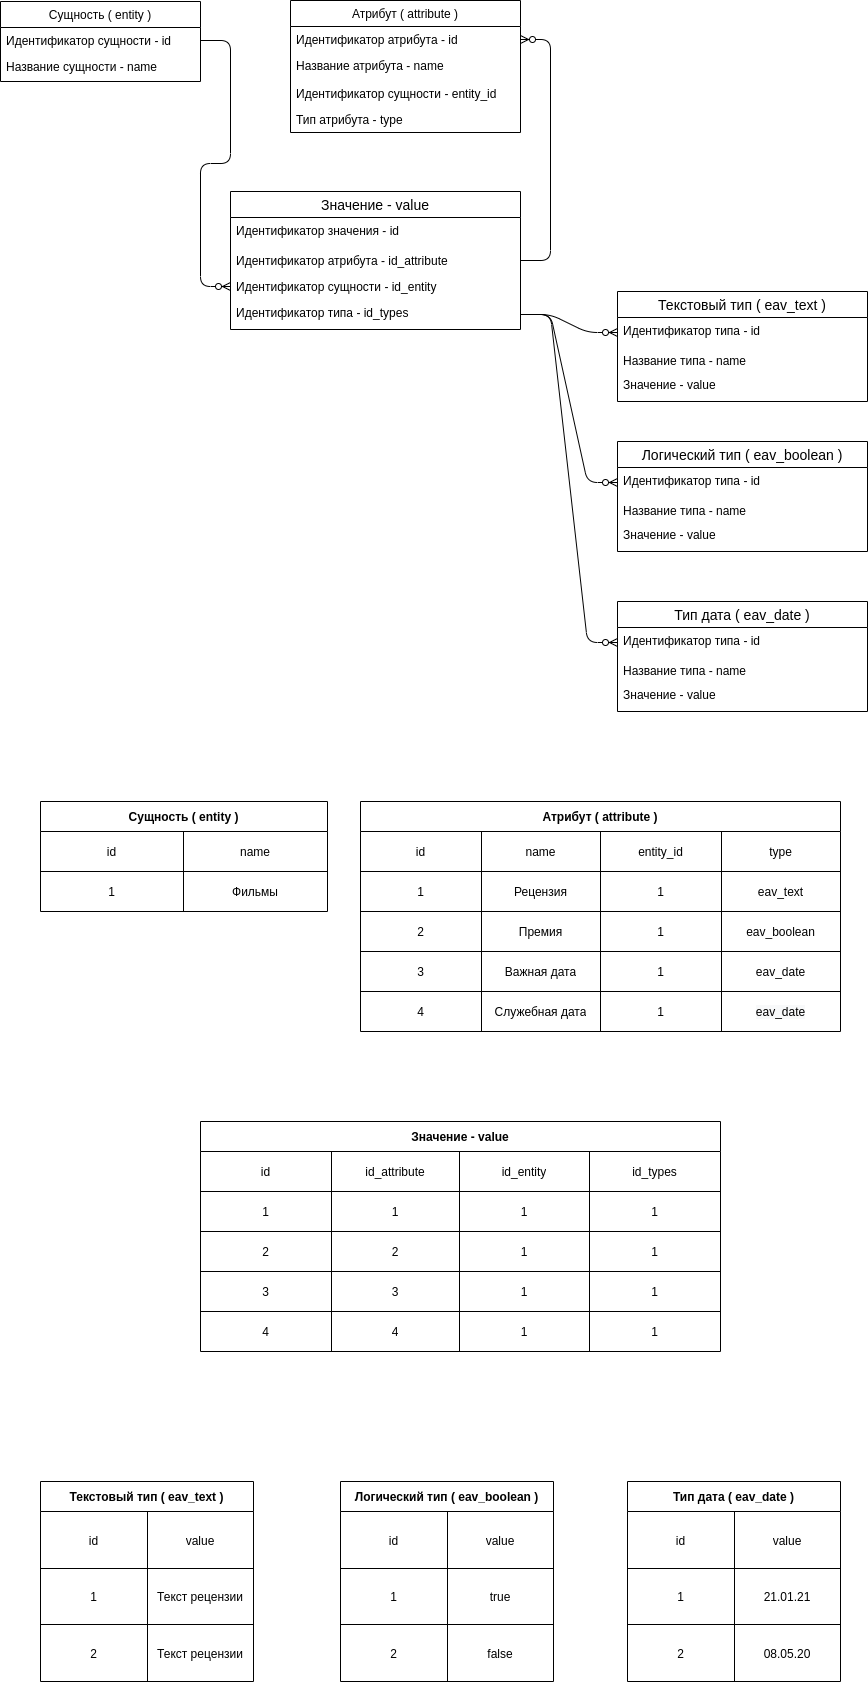 Сущность ( entity )
Идентификатор сущности - id
Название сущности - name
Атрибут ( attribute )
Идентификатор атрибута - id
Название атрибута - name
Идентификатор сущности - entity_id
Тип атрибута - type
Значение - value
Идентификатор значения - id
Идентификатор атрибута - id_attribute
Идентификатор сущности - id_entity
Идентификатор типа - id_types
Текстовый тип ( eav_text )
Идентификатор типа - id
Название типа - name
Значение - value
Логический тип ( eav_boolean )
Идентификатор типа - id
Название типа - name
Значение - value
Тип дата ( eav_date )
Идентификатор типа - id
Название типа - name
Значение - value
Сущность ( entity )
id name
1 Фильмы
Атрибут ( attribute )
id name entity_id type
1 Рецензия 1 eav_text
2 Премия 1 eav_boolean
3 Важная дата 1 eav_date
4 Служебная дата 1 eav_date
Значение - value
id id_attribute id_entity id_types
1 1 1 1
2 2 1 1
3 3 1 1
4 4 1 1
Текстовый тип ( eav_text )
id value
1 Текст рецензии
2 Текст рецензии
Логический тип ( eav_boolean )
id value
1 true
2 false
Тип дата ( eav_date )
id value
1 21.01.21
2 08.05.20